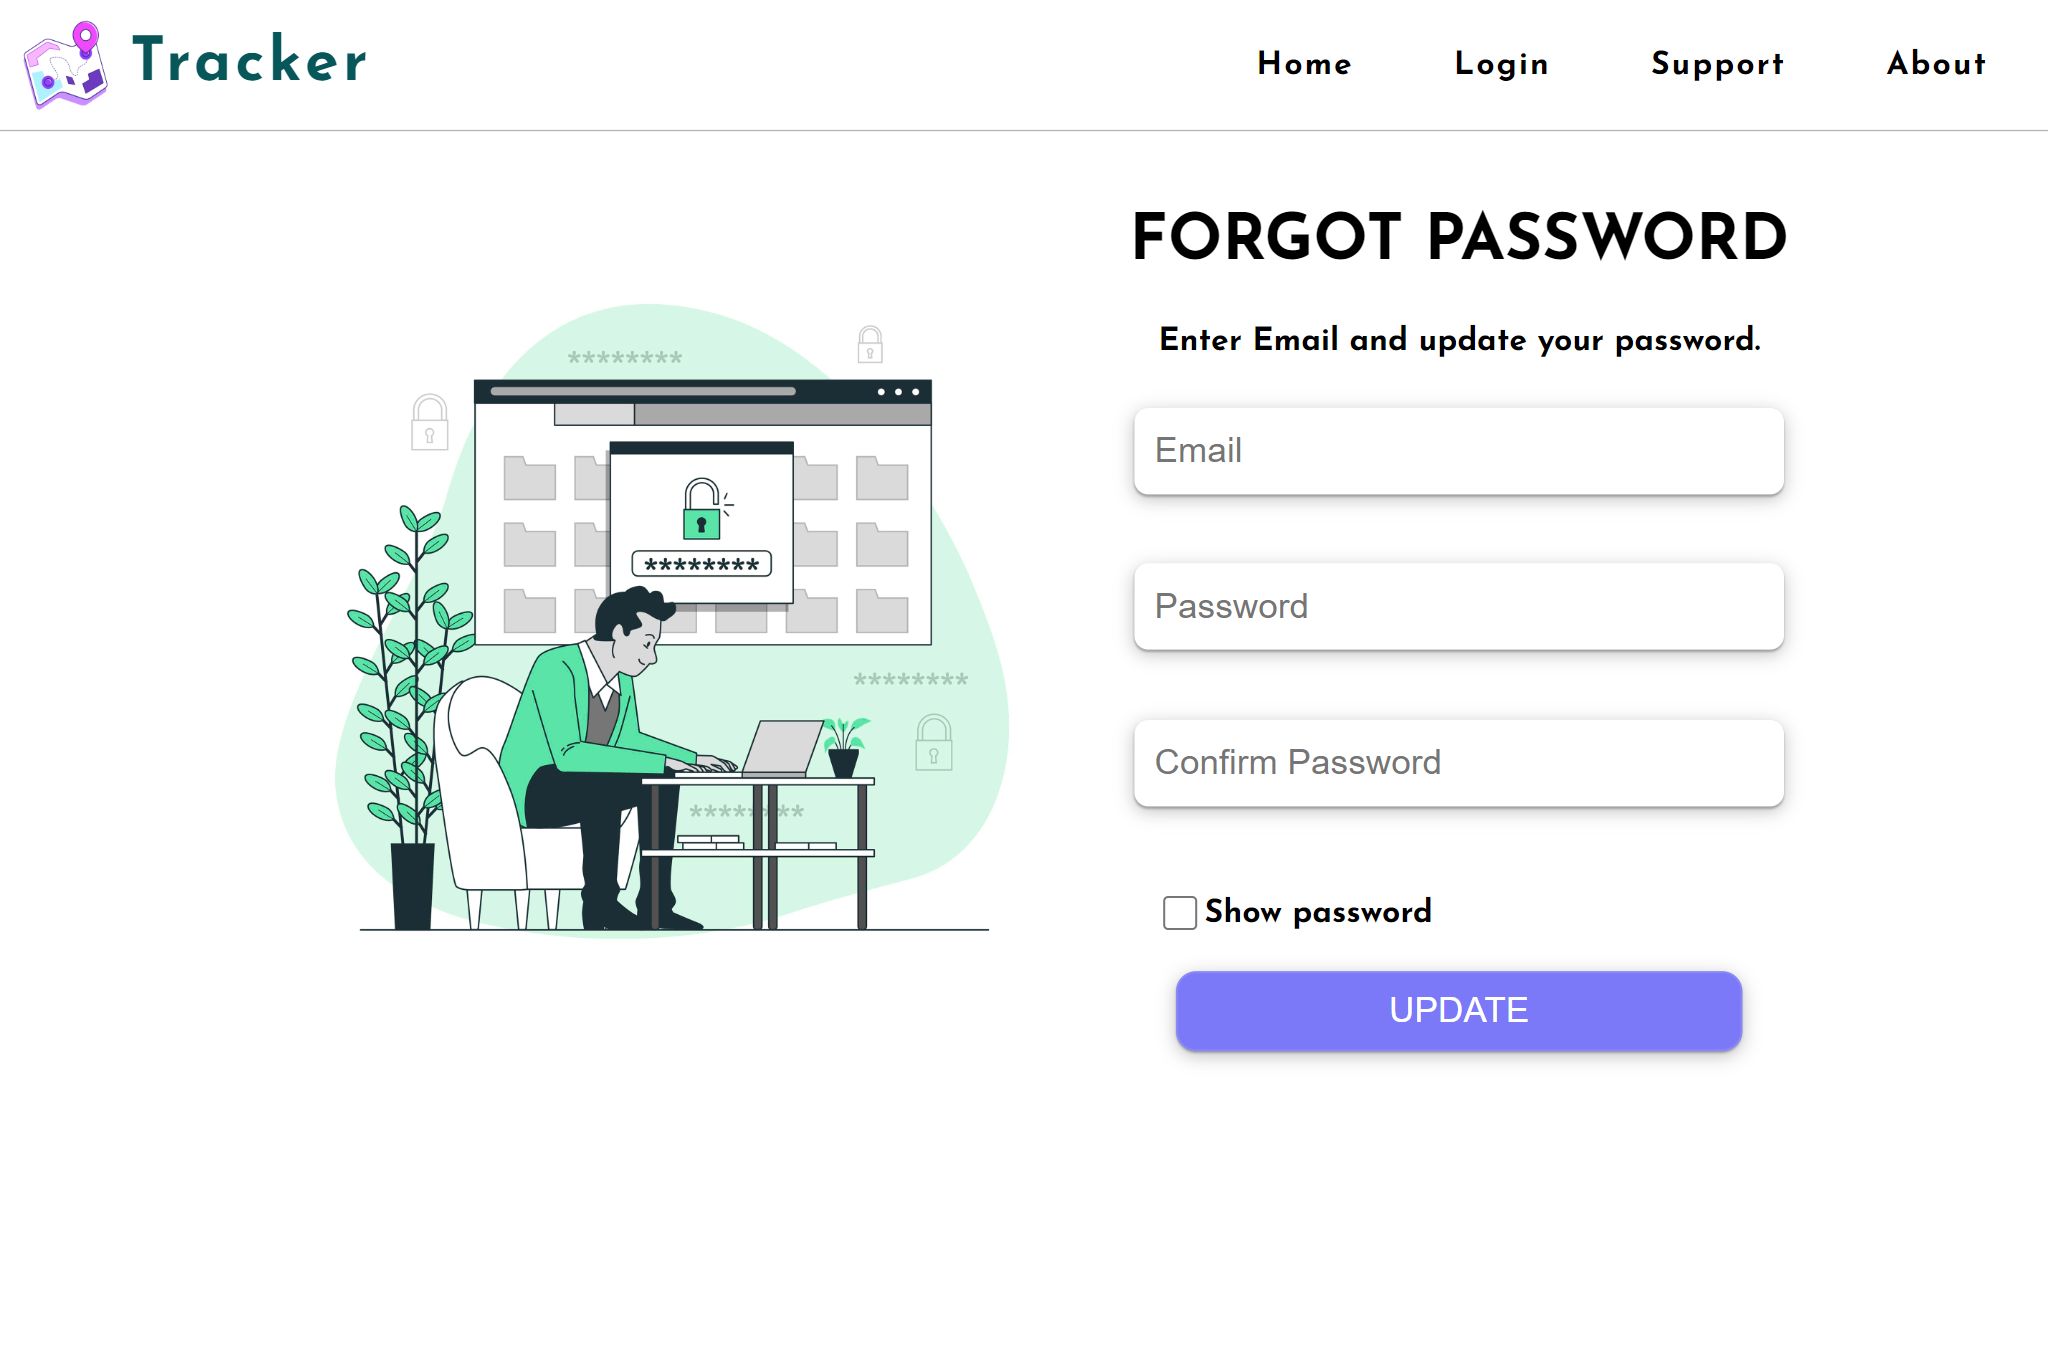 Tracker
Home Login Support About
FORGOT PASSWORD
Enter Email and update your password.
********
********
********
********
Email
Password
Confirm Password
Show password
UPDATE